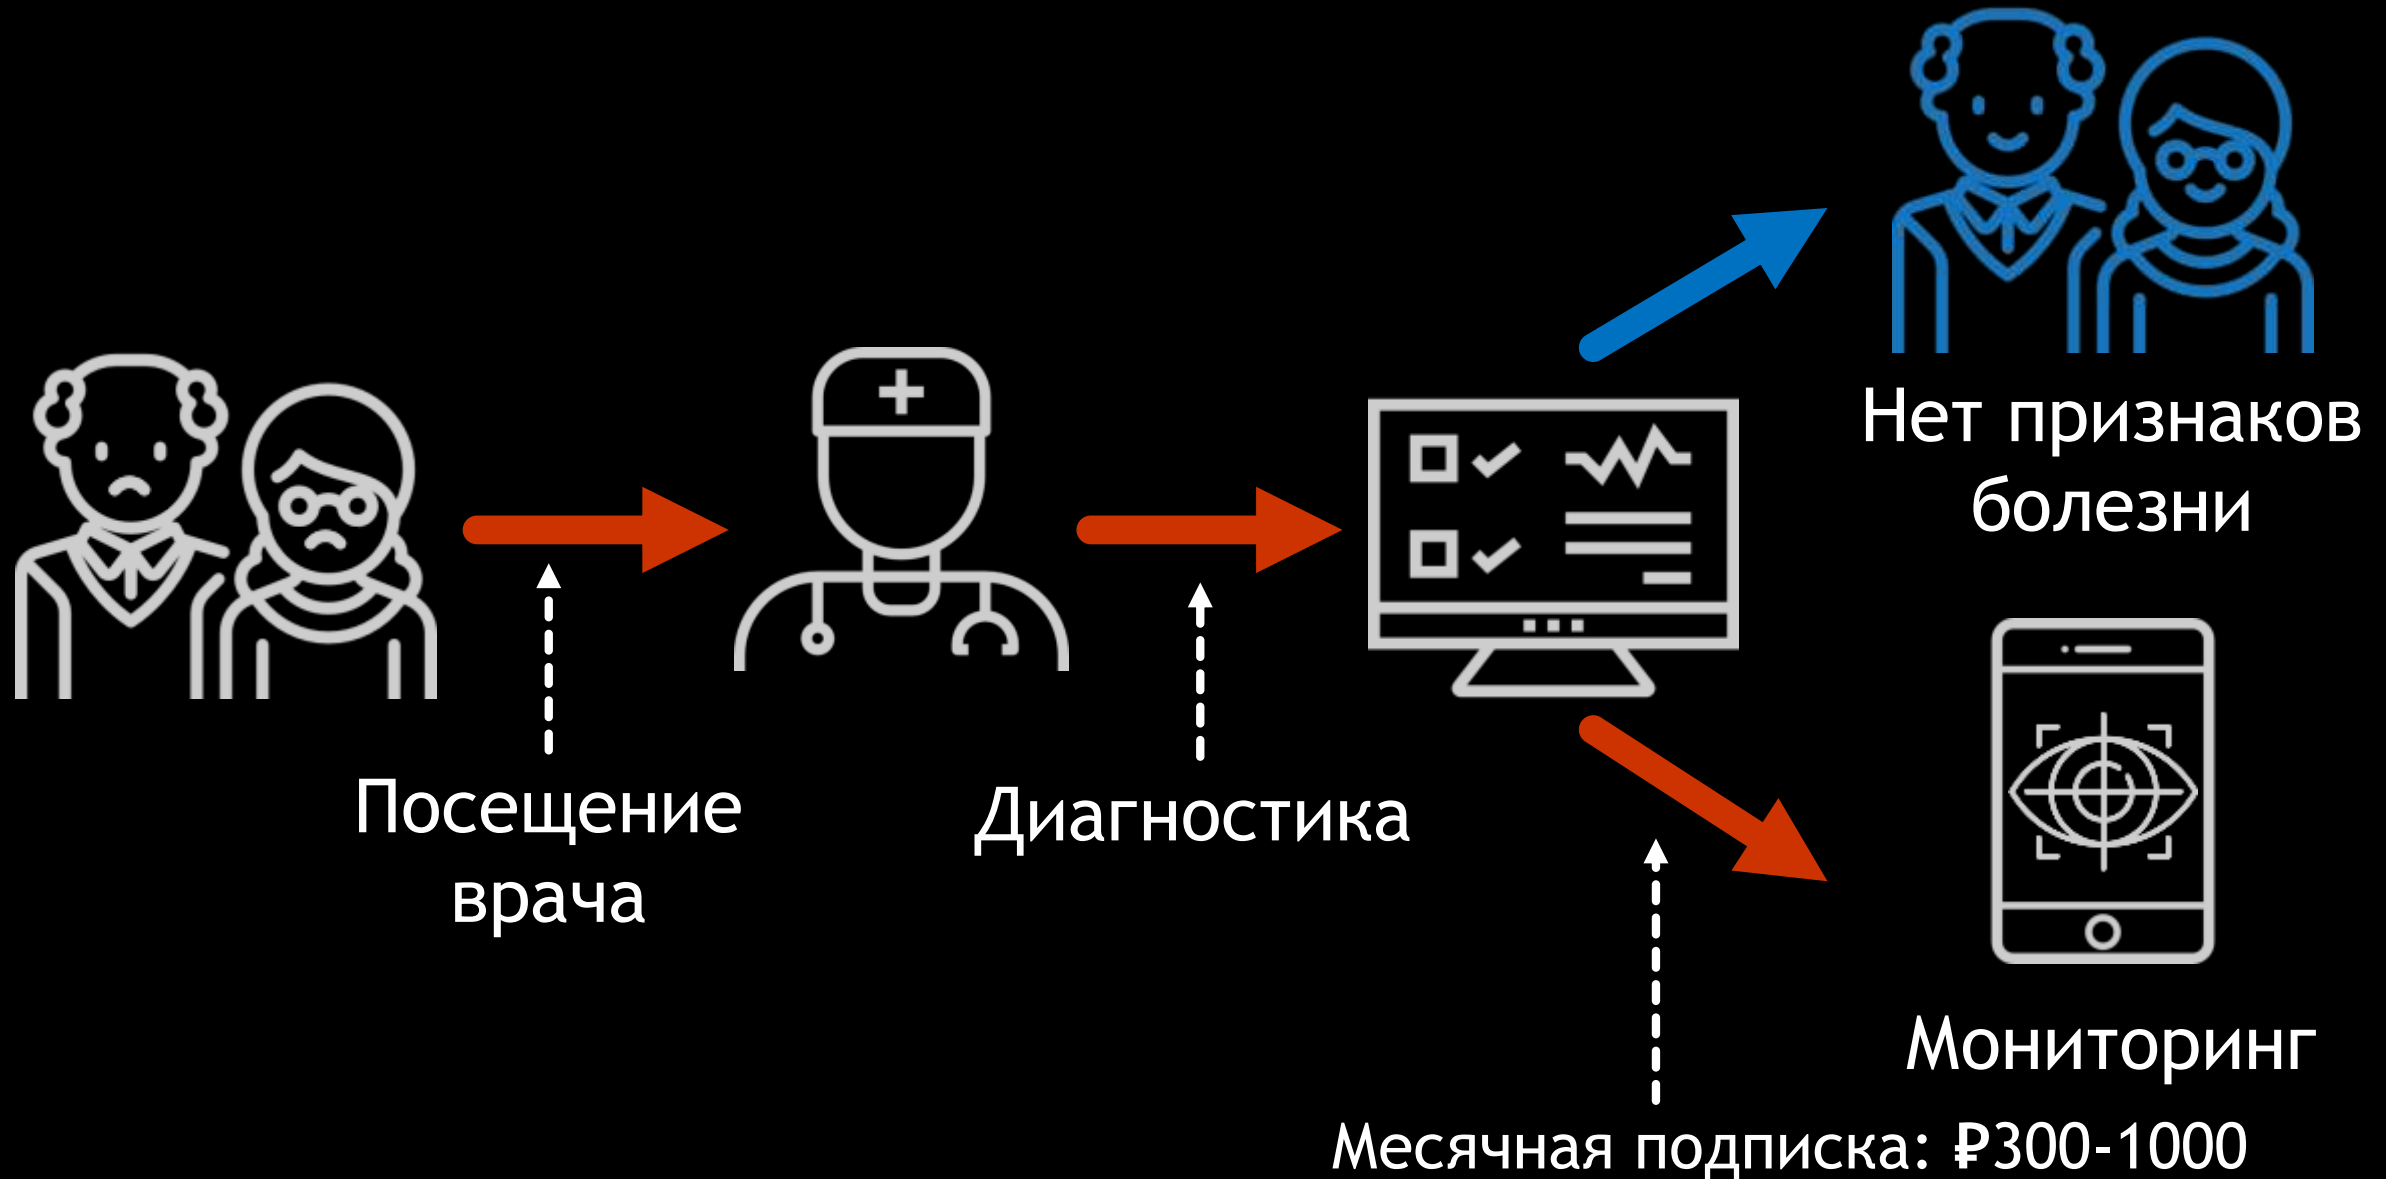 Нет признаков
болезни
Посещение
врача
Диагностика
Мониторинг
Месячная подписка: ₽300-1000